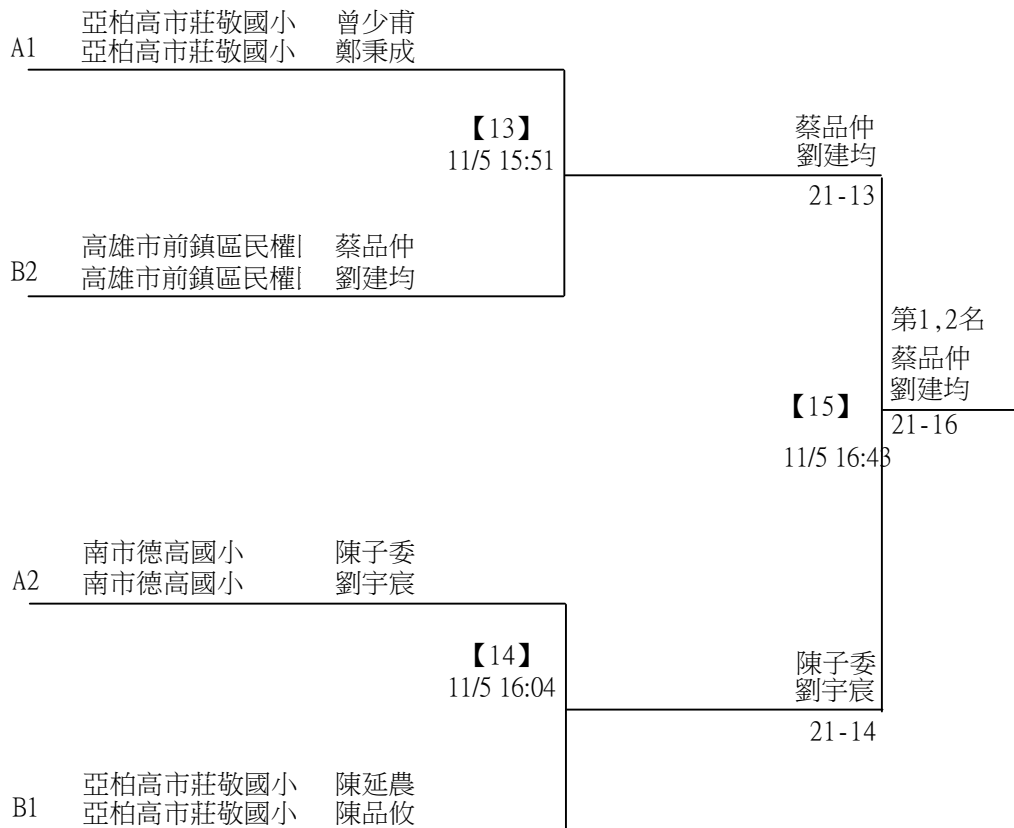 亞柏高市莊敬國小 曾少甫
A1 亞柏高市莊敬國小 鄭秉成
【13】
11/5 15:51
蔡品仲
劉建均
21-13
高雄市前鎮區民權 蔡品仲
B2 高雄市前鎮區民權 劉建均
第1,2名
蔡品仲
劉建均
【15】
21-16
11/5 16:43
南市德高國小 陳子委
A2 南市德高國小 劉宇宸
【14】
11/5 16:04
陳子委
劉宇宸
21-14
亞柏高市莊敬國小 陳延農
B1 亞柏高市莊敬國小 陳品攸